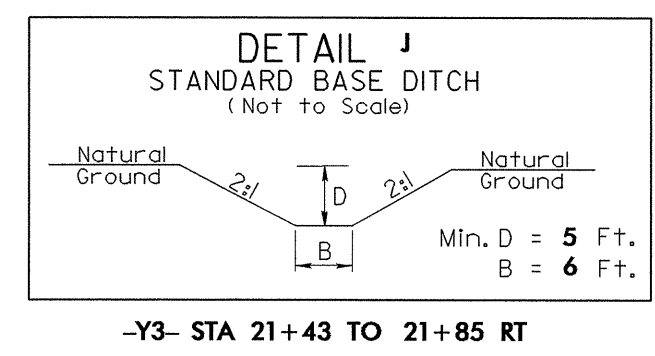 DETAIL J
STANDARD BASE DITCH
(Not to Scale)
Natural
Ground
2:1
D
2:1
Natural
Ground
B
Min. D = 5 Ft.
B = 6 Ft.
-Y3- STA 21+43 TO 21+85 RT